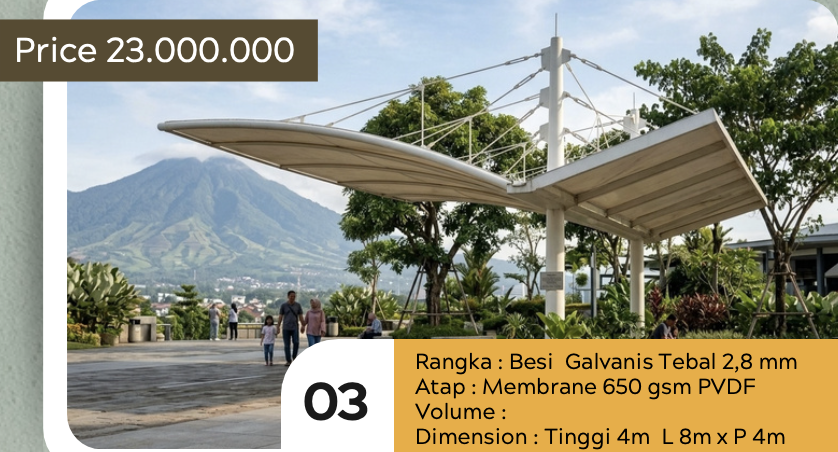 Price 23.000.000
03
Rangka : Besi Galvanis Tebal 2,8 mm
Atap : Membrane 650 gsm PVDF
Volume :
Dimension : Tinggi 4m L 8m x P 4m